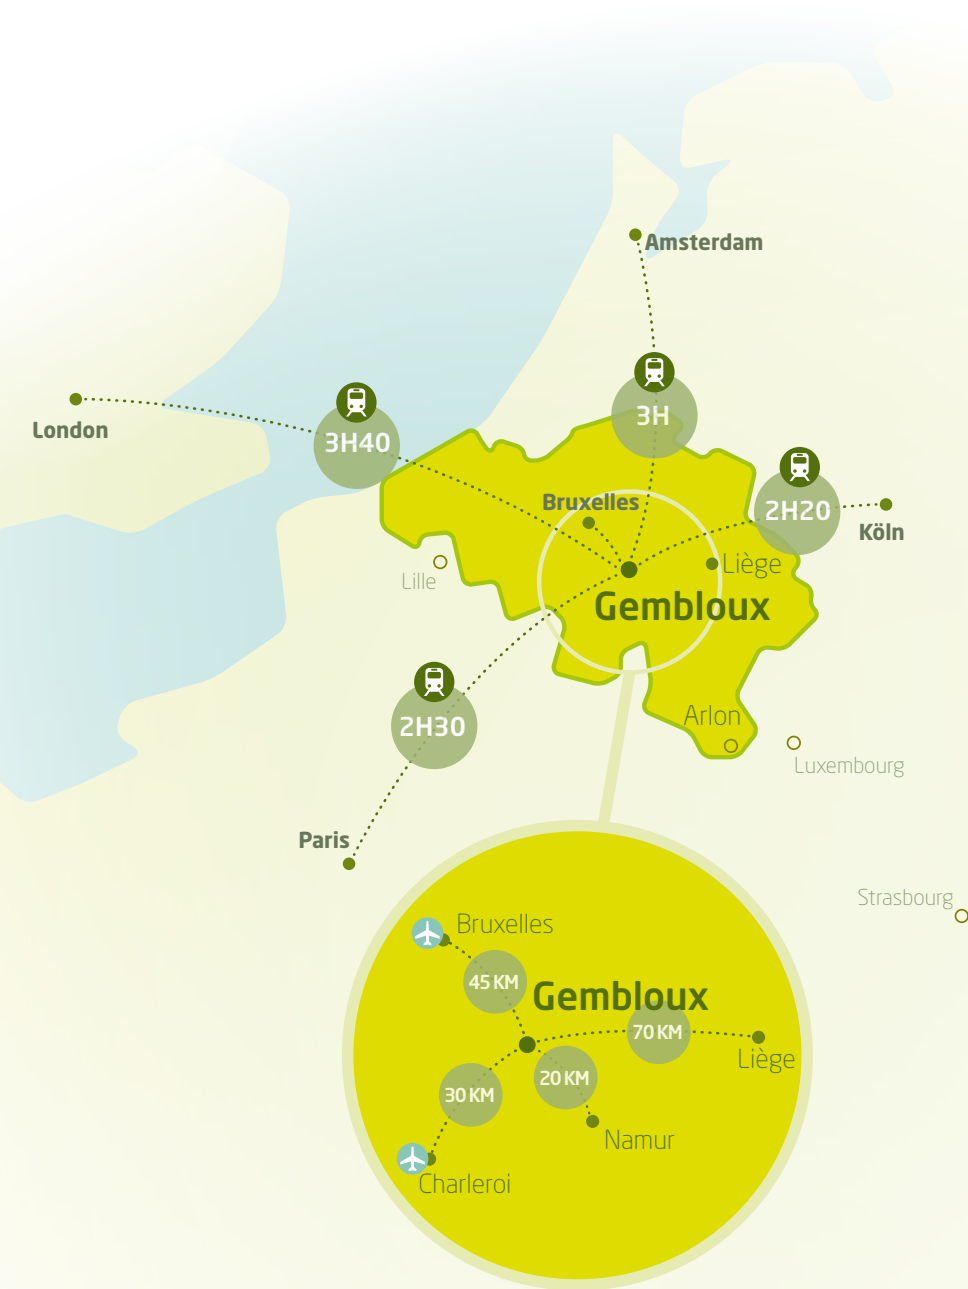 Amsterdam
London
3H40
3H
2H20
Köln
Bruxelles
Lille
Liège
Gembloux
2H30
Arlon
Luxembourg
Paris
Strasbourg
Bruxelles
45 KM
Gembloux
70 KM
Liège
20 KM
30 KM
Namur
Charleroi